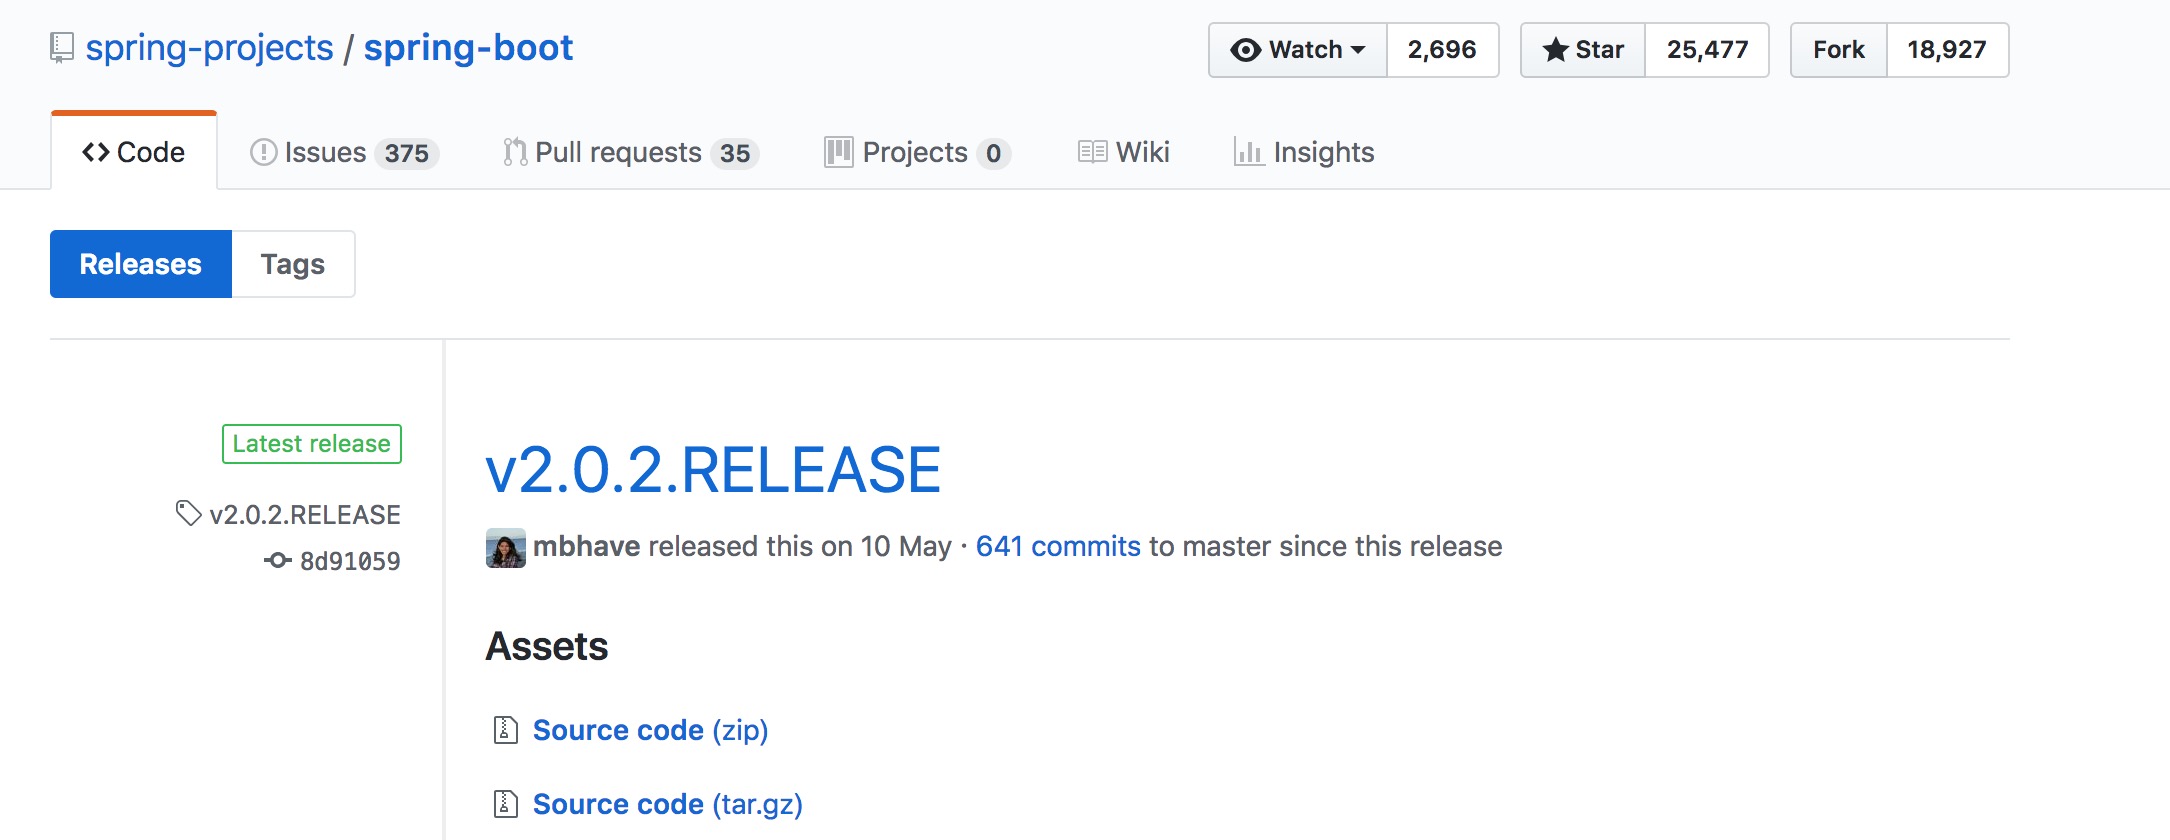 spring-projects / spring-boot
Watch 2,696 Star 25,477 Fork 18,927
Code Issues 375 Pull requests 35 Projects 0 Wiki Insights
Releases Tags
Latest release
v2.0.2.RELEASE
8d91059
v2.0.2.RELEASE
mbhave released this on 10 May · 641 commits to master since this release
Assets
Source code (zip)
Source code (tar.gz)